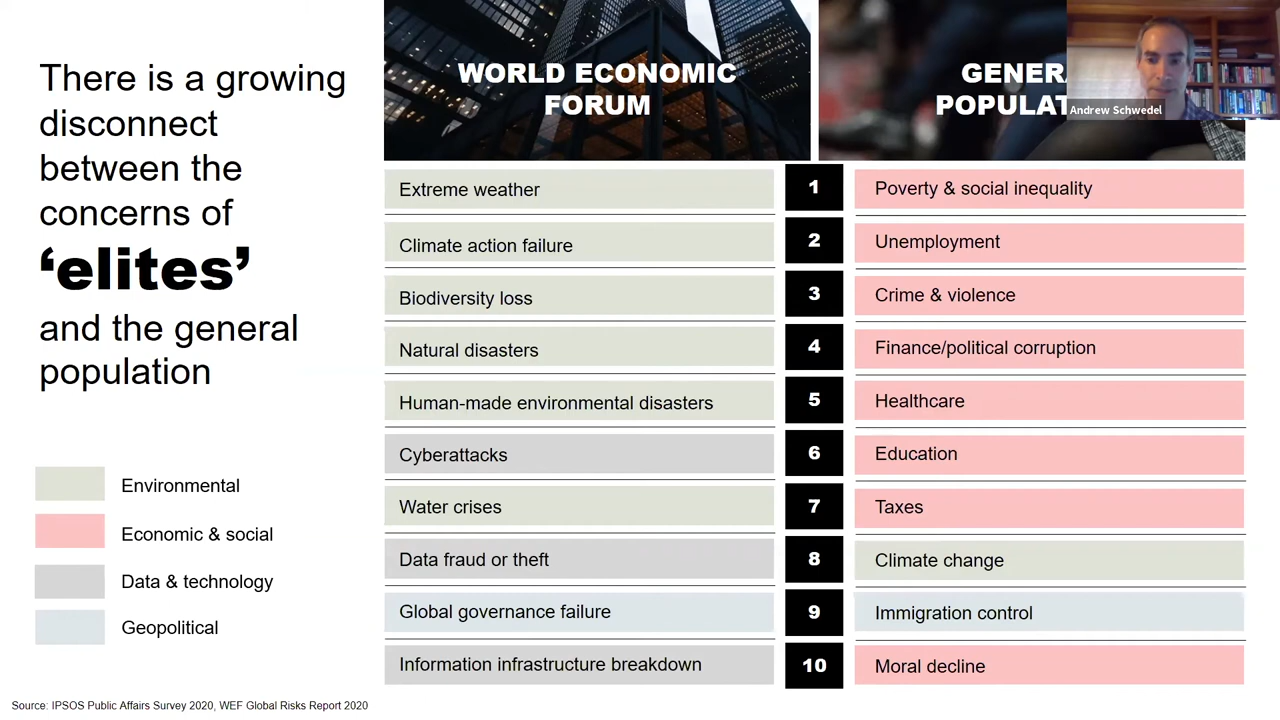 There is a growing
disconnect
between the
concerns of
‘elites’
and the general
population
Environmental
Economic & social
Data & technology
Geopolitical
WORLD ECONOMIC
FORUM
Andrew Schwedel
Extreme weather
1
Poverty & social inequality
Climate action failure
2
Unemployment
Biodiversity loss
3
Crime & violence
Natural disasters
4
Finance/political corruption
Human-made environmental disasters
5
Healthcare
Cyberattacks
6
Education
Water crises
7
Taxes
Data fraud or theft
8
Climate change
Global governance failure
9
Immigration control
Information infrastructure breakdown
10
Moral decline
Source: IPSOS Public Affairs Survey 2020, WEF Global Risks Report 2020